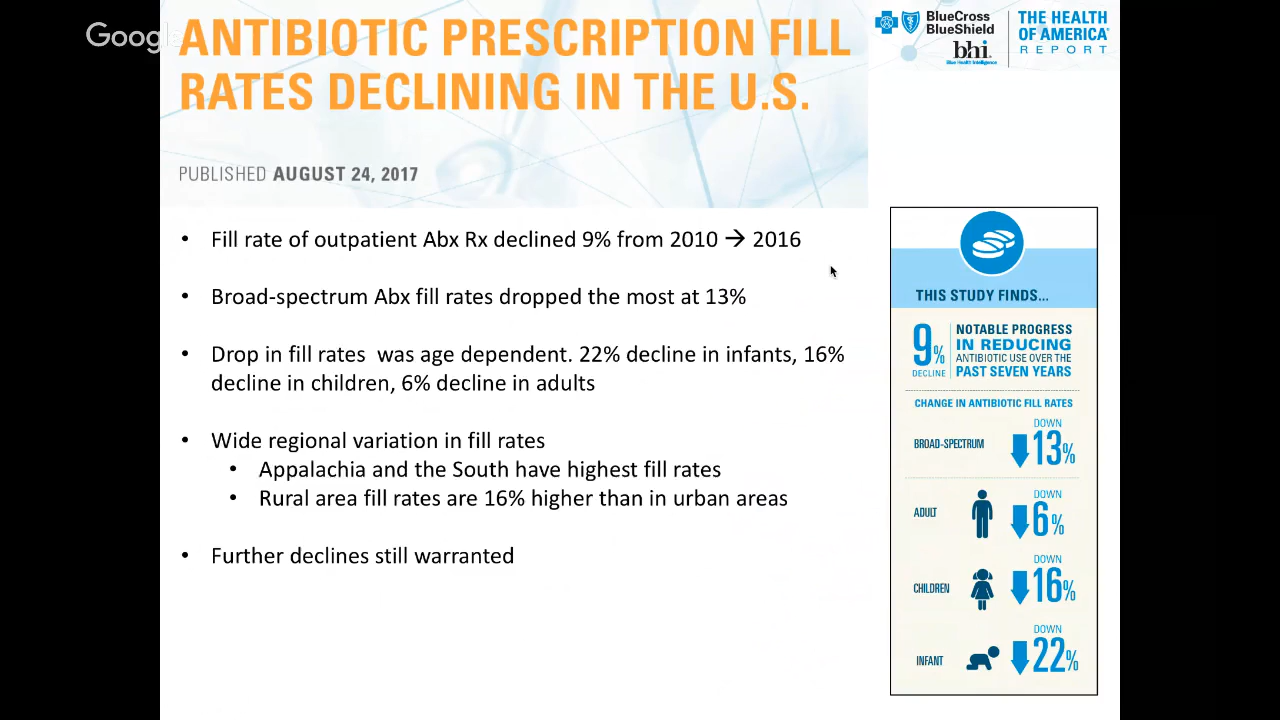 Google
ANTIBIOTIC PRESCRIPTION FILL
RATES DECLINING IN THE U.S.
BlueCross
BlueShield
bhi
Blue Health Intelligence
THE HEALTH
OF AMERICA
REPORT
PUBLISHED AUGUST 24, 2017
• Fill rate of outpatient Abx Rx declined 9% from 2010 → 2016
• Broad-spectrum Abx fill rates dropped the most at 13%
• Drop in fill rates was age dependent. 22% decline in infants, 16%
decline in children, 6% decline in adults
• Wide regional variation in fill rates
• Appalachia and the South have highest fill rates
• Rural area fill rates are 16% higher than in urban areas
• Further declines still warranted
THIS STUDY FINDS...
9%
DECLINE
NOTABLE PROGRESS
IN REDUCING
ANTIBIOTIC USE OVER THE
PAST SEVEN YEARS
CHANGE IN ANTIBIOTIC FILL RATES
BROAD-SPECTRUM
DOWN
13%
ADULT
DOWN
6%
CHILDREN
DOWN
16%
INFANT
DOWN
22%